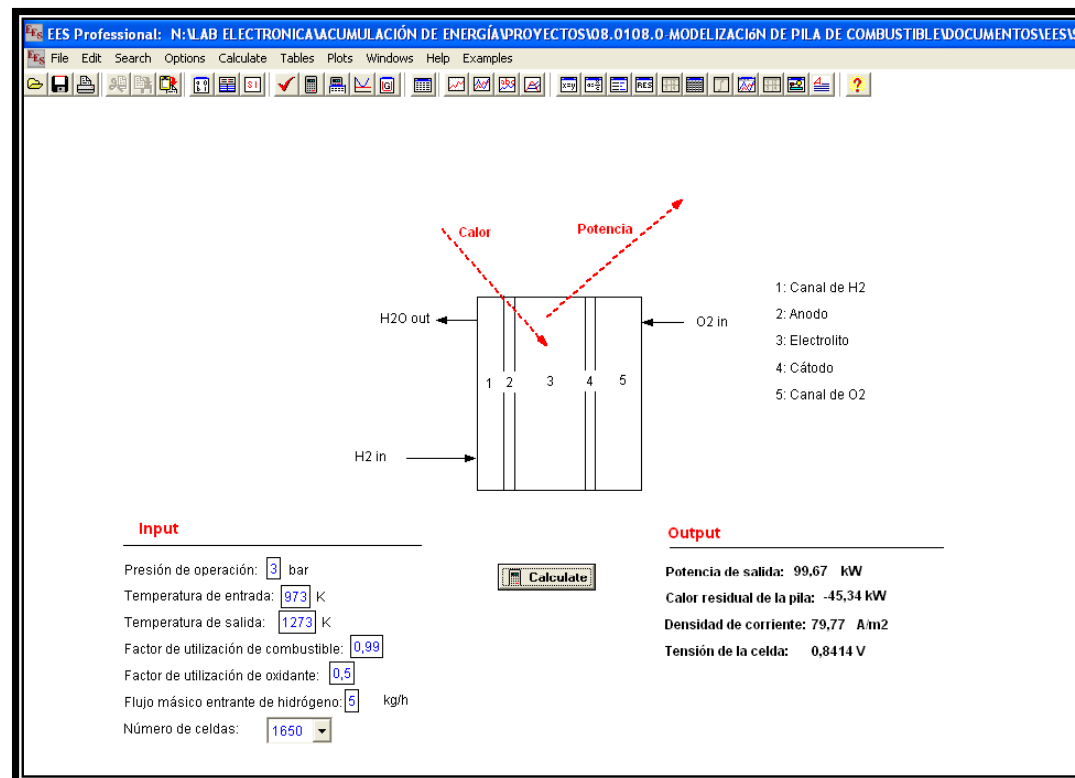 EES Professional: N:\LAB ELECTRONICA\ACUMULACIÓN DE ENERGÍA\PROYECTOS\08.0108.0-MODELIZACIóN DE PILA DE COMBUSTIBLE\DOCUMENTOS\EES\S
File Edit Search Options Calculate Tables Plots Windows Help Examples
Calor
Potencia
1: Canal de H2
H2O out
O2 in
2: Anodo
3: Electrolito
4: Cátodo
1 2 3 4 5
5: Canal de O2
H2 in
Input
Presión de operación: 3 bar
Temperatura de entrada: 973 K
Temperatura de salida: 1273 K
Factor de utilización de combustible: 0,99
Factor de utilización de oxidante: 0,5
Flujo másico entrante de hidrógeno: 5 kg/h
Número de celdas: 1650
Calculate
Output
Potencia de salida: 99,67 kW
Calor residual de la pila: -45,34 kW
Densidad de corriente: 79,77 A/m2
Tensión de la celda: 0,8414 V